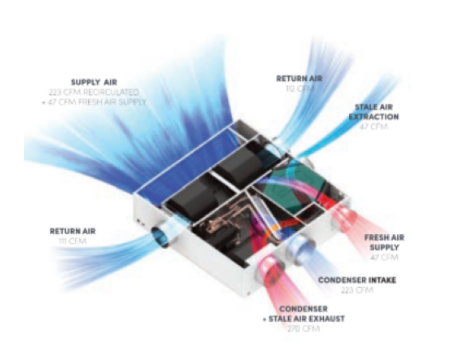 SUPPLY AIR
223 CFM RECIRCULATED
+ 47 CFM FRESH AIR SUPPLY
RETURN AIR
112 CFM
STALE AIR
EXTRACTION
47 CFM
RETURN AIR
111 CFM
FRESH AIR
SUPPLY
47 CFM
CONDENSER INTAKE
223 CFM
CONDENSER
+ STALE AIR EXHAUST
270 CFM